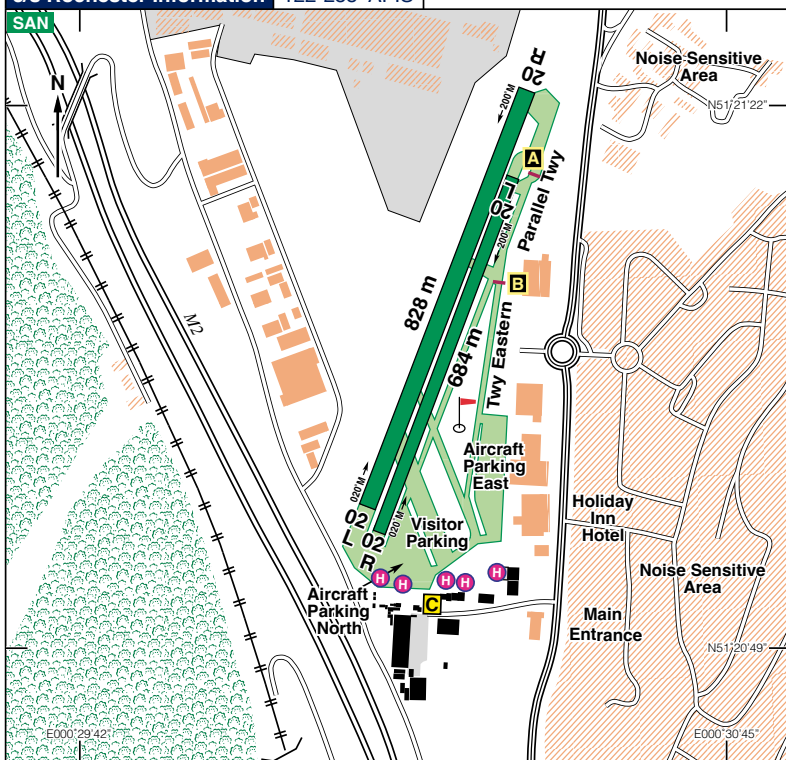 SAN
N
Noise Sensitive
Area
N51°21'22"
20
R
200°M
A
Parallel Twy
20
L
200°M
B
828 m
684 m
Twy Eastern
M2
Aircraft
Parking
East
020°M
02
L
020°M
02
R
Visitor
Parking
Holiday
Inn
Hotel
H
H
H
H
H
Aircraft
Parking
North
C
Noise Sensitive
Area
Main
Entrance
N51°20'49"
E000°29'42"
E000°30'45"